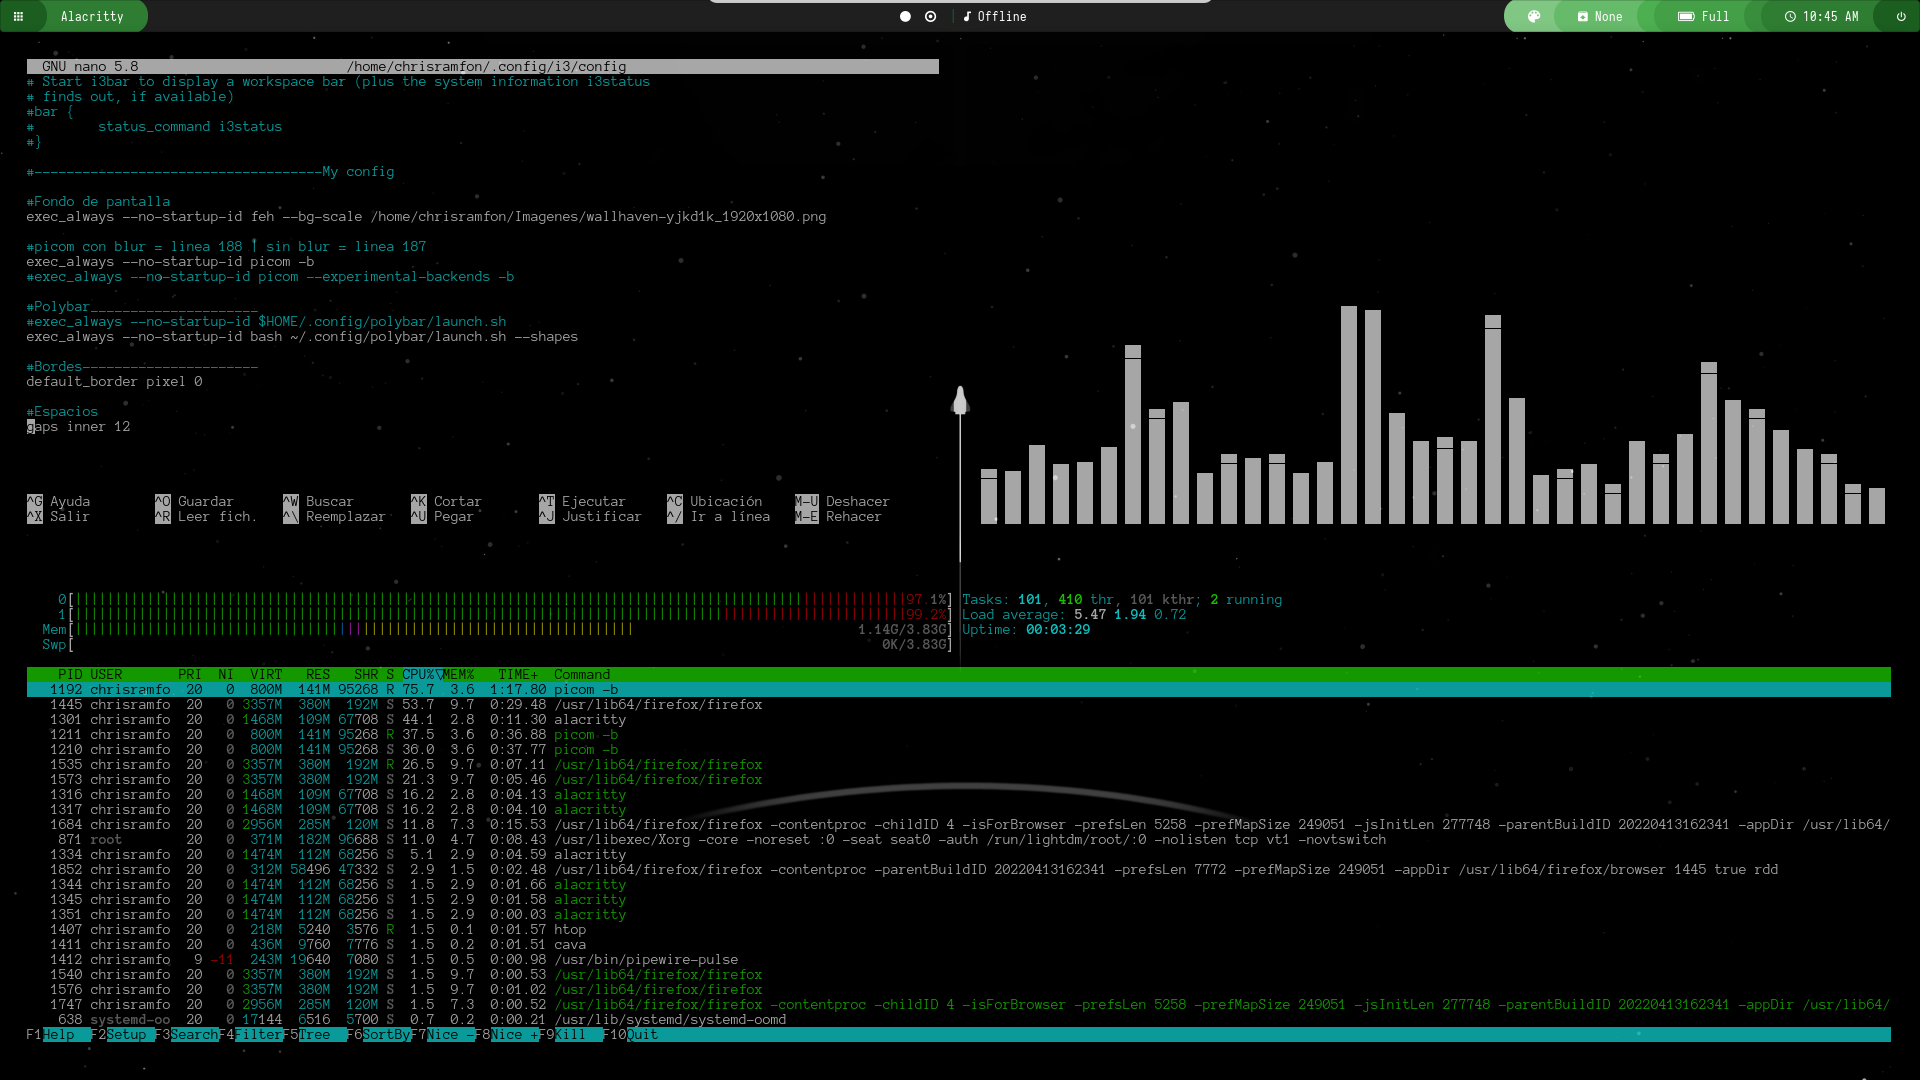 Alacritty
Offline
None
Full
10:45 AM
GNU nano 5.8 /home/chrisramfon/.config/i3/config
# Start i3bar to display a workspace bar (plus the system information i3status
# finds out, if available)
#bar {
# status_command i3status
#}
#------------------------------------My config
#Fondo de pantalla
exec_always --no-startup-id feh --bg-scale /home/chrisramfon/Imagenes/wallhaven-yjkd1k_1920x1080.png
#picom con blur = linea 188 | sin blur = linea 187
exec_always --no-startup-id picom -b
#exec_always --no-startup-id picom --experimental-backends -b
#Polybar_____________________
#exec_always --no-startup-id $HOME/.config/polybar/launch.sh
exec_always --no-startup-id bash ~/.config/polybar/launch.sh --shapes
#Bordes----------------------
default_border pixel 0
#Espacios
gaps inner 12
^G Ayuda ^O Guardar ^W Buscar ^K Cortar ^T Ejecutar ^C Ubicación M-U Deshacer
^X Salir ^R Leer fich. ^\ Reemplazar ^U Pegar ^J Justificar ^/ Ir a línea M-E Rehacer
0[ 97.1%] Tasks: 101, 410 thr, 101 kthr; 2 running
1[ 99.2%] Load average: 5.47 1.94 0.72
Mem[ 1.14G/3.83G] Uptime: 00:03:29
Swp[ 0K/3.83G]
PID USER PRI NI VIRT RES SHR S CPU%▽MEM% TIME+ Command
1192 chrisramfo 20 0 800M 141M 95268 R 75.7 3.6 1:17.80 picom -b
1445 chrisramfo 20 0 3357M 380M 192M S 53.7 9.7 0:29.48 /usr/lib64/firefox/firefox
1301 chrisramfo 20 0 1468M 109M 67708 S 44.1 2.8 0:11.30 alacritty
1211 chrisramfo 20 0 800M 141M 95268 R 37.5 3.6 0:36.88 picom -b
1210 chrisramfo 20 0 800M 141M 95268 S 36.0 3.6 0:37.77 picom -b
1535 chrisramfo 20 0 3357M 380M 192M R 26.5 9.7 0:07.11 /usr/lib64/firefox/firefox
1573 chrisramfo 20 0 3357M 380M 192M S 21.3 9.7 0:05.46 /usr/lib64/firefox/firefox
1316 chrisramfo 20 0 1468M 109M 67708 S 16.2 2.8 0:04.13 alacritty
1317 chrisramfo 20 0 1468M 109M 67708 S 16.2 2.8 0:04.10 alacritty
1684 chrisramfo 20 0 2956M 285M 120M S 11.8 7.3 0:15.53 /usr/lib64/firefox/firefox -contentproc -childID 4 -isForBrowser -prefsLen 5258 -prefMapSize 249051 -jsInitLen 277748 -parentBuildID 20220413162341 -appDir /usr/lib64/
871 root 20 0 371M 182M 96688 S 11.0 4.7 0:08.43 /usr/libexec/Xorg -core -noreset :0 -seat seat0 -auth /run/lightdm/root/:0 -nolisten tcp vt1 -novtswitch
1334 chrisramfo 20 0 1474M 112M 68256 S 5.1 2.9 0:04.59 alacritty
1852 chrisramfo 20 0 312M 58496 47332 S 2.9 1.5 0:02.48 /usr/lib64/firefox/firefox -contentproc -parentBuildID 20220413162341 -prefsLen 7772 -prefMapSize 249051 -appDir /usr/lib64/firefox/browser 1445 true rdd
1344 chrisramfo 20 0 1474M 112M 68256 S 1.5 2.9 0:01.66 alacritty
1345 chrisramfo 20 0 1474M 112M 68256 S 1.5 2.9 0:01.58 alacritty
1351 chrisramfo 20 0 1474M 112M 68256 S 1.5 2.9 0:00.03 alacritty
1407 chrisramfo 20 0 218M 5240 3576 R 1.5 0.1 0:01.57 htop
1411 chrisramfo 20 0 436M 9760 7776 S 1.5 0.2 0:01.51 cava
1412 chrisramfo 9 -11 243M 19640 7080 S 1.5 0.5 0:00.98 /usr/bin/pipewire-pulse
1540 chrisramfo 20 0 3357M 380M 192M S 1.5 9.7 0:00.53 /usr/lib64/firefox/firefox
1576 chrisramfo 20 0 3357M 380M 192M S 1.5 9.7 0:01.02 /usr/lib64/firefox/firefox
1747 chrisramfo 20 0 2956M 285M 120M S 1.5 7.3 0:00.52 /usr/lib64/firefox/firefox -contentproc -childID 4 -isForBrowser -prefsLen 5258 -prefMapSize 249051 -jsInitLen 277748 -parentBuildID 20220413162341 -appDir /usr/lib64/
638 systemd-oo 20 0 17144 6516 5700 S 0.7 0.2 0:00.21 /usr/lib/systemd/systemd-oomd
F1Help F2Setup F3SearchF4FilterF5Tree F6SortByF7Nice -F8Nice +F9Kill F10Quit